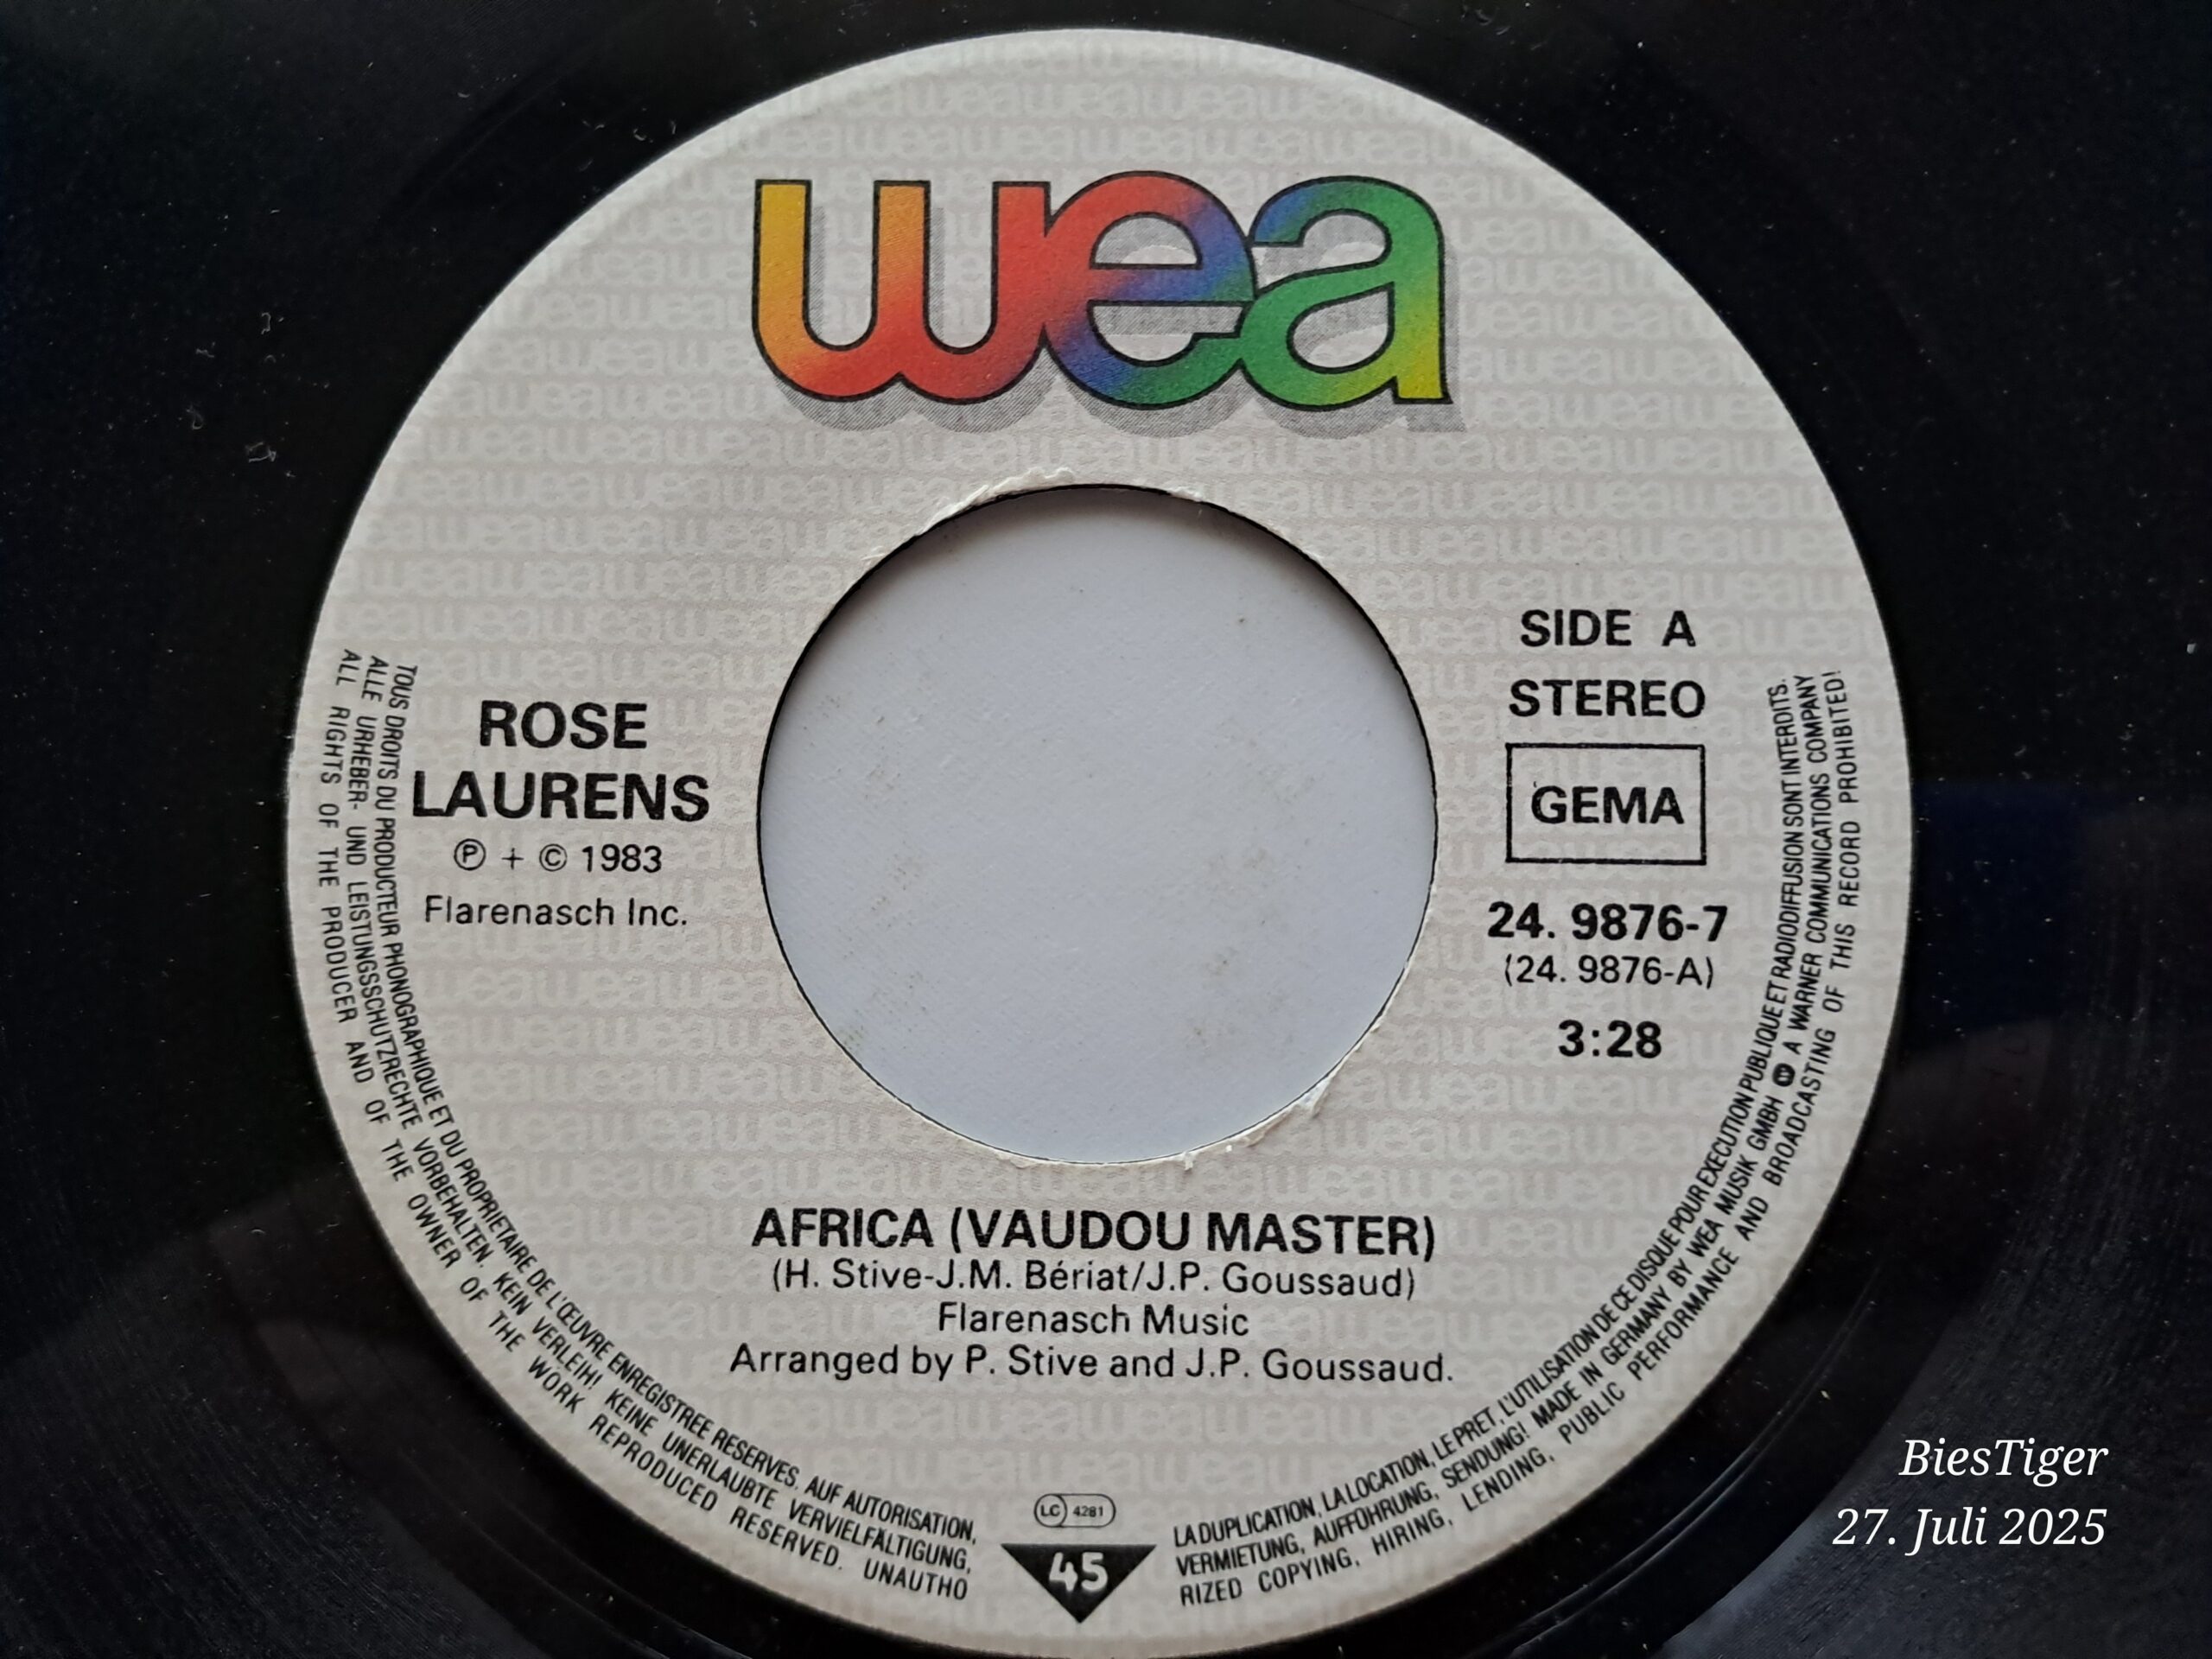 wea
SIDE A
STEREO
GEMA
24. 9876-7
(24. 9876-A)
3:28
ROSE
LAURENS
Ⓟ + © 1983
Flarenasch Inc.
AFRICA (VAUDOU MASTER)
(H. Stive-J.M. Bériat/J.P. Goussaud)
Flarenasch Music
Arranged by P. Stive and J.P. Goussaud.
TOUS DROITS DU PRODUCTEUR PHONOGRAPHIQUE ET DU PROPRIETAIRE DE L'ŒUVRE ENREGISTREE RESERVES. AUF AUTORISATION,
LA DUPLICATION, LA LOCATION, LE PRET, L'UTILISATION DE CE DISQUE POUR EXECUTION PUBLIQUE ET RADIODIFFUSION SONT INTERDITS.
ALLE URHEBER- UND LEISTUNGSSCHUTZRECHTE VORBEHALTEN. KEIN VERLEIH! KEINE UNERLAUBTE VERVIELFÄLTIGUNG,
VERMIETUNG, AUFFÜHRUNG, SENDUNG! MADE IN GERMANY BY WEA MUSIK GMBH A WARNER COMMUNICATIONS COMPANY
ALL RIGHTS OF THE PRODUCER AND OF THE OWNER OF THE WORK REPRODUCED RESERVED. UNAUTHO
RIZED COPYING, HIRING, LENDING, PUBLIC PERFORMANCE AND BROADCASTING OF THIS RECORD PROHIBITED!
LC 4281
45
BiesTiger
27. Juli 2025